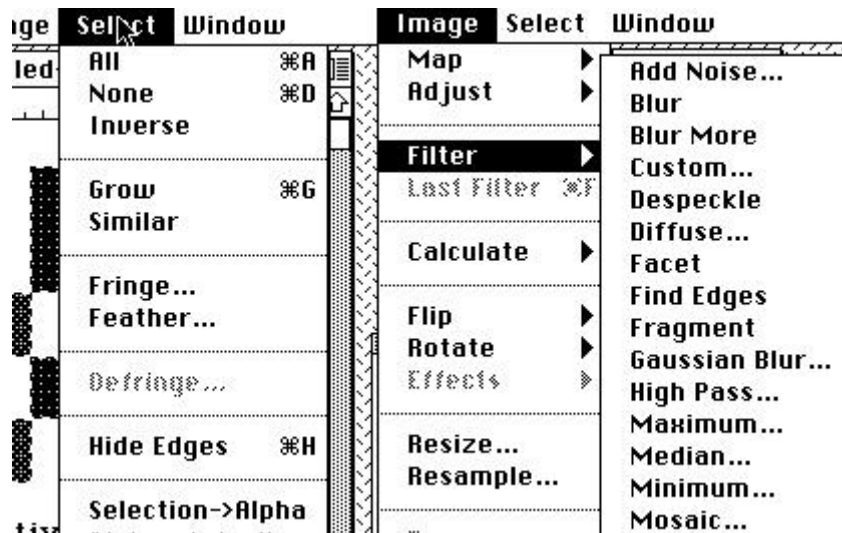 Select Window
led
All ⌘A
None ⌘D
Inverse
Grow ⌘G
Similar
Fringe...
Feather...
Defringe...
Hide Edges ⌘H
Selection->Alpha
Image Select Window
Map
Adjust
Filter
Last Filter ⌘F
Calculate
Flip
Rotate
Effects
Resize...
Resample...
Add Noise...
Blur
Blur More
Custom...
Despeckle
Diffuse...
Facet
Find Edges
Fragment
Gaussian Blur...
High Pass...
Maximum...
Median...
Minimum...
Mosaic...